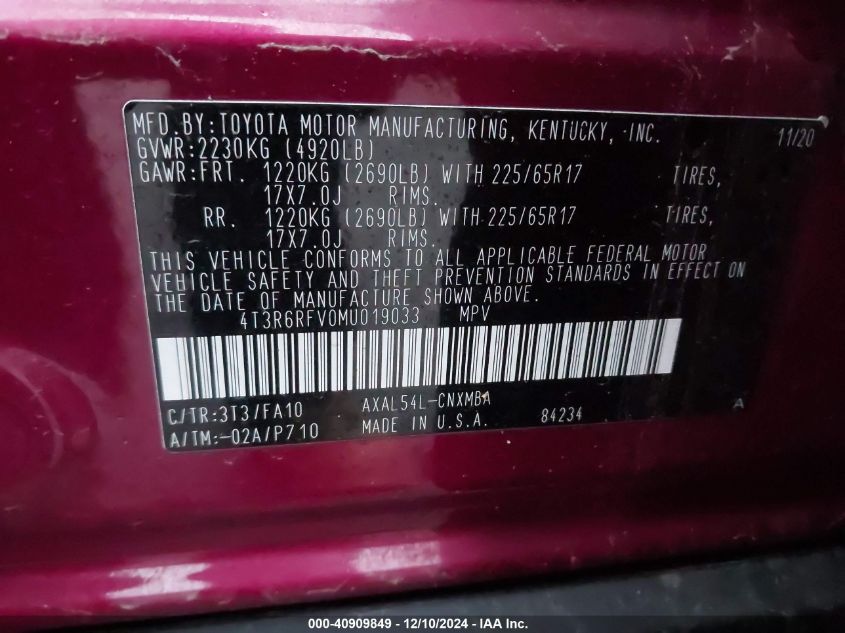 MFD.BY:TOYOTA MOTOR MANUFACTURING, KENTUCKY, INC. 11/20
GVWR:2230KG (4920LB)
GAWR:FRT. 1220KG (2690LB) WITH 225/65R17 TIRES,
17X7.0J RIMS.
RR. 1220KG (2690LB) WITH 225/65R17 TIRES,
17X7.0J RIMS.
THIS VEHICLE CONFORMS TO ALL APPLICABLE FEDERAL MOTOR
VEHICLE SAFETY AND THEFT PREVENTION STANDARDS IN EFFECT ON
THE DATE OF MANUFACTURE SHOWN ABOVE.
4T3R6RFV0MU019033 MPV
C/TR:3T3/FA10 AXAL54L-CNXMBA A
A/TM:-02A/P710 MADE IN U.S.A. 84234
000-40909849 – 12/10/2024 – IAA Inc.